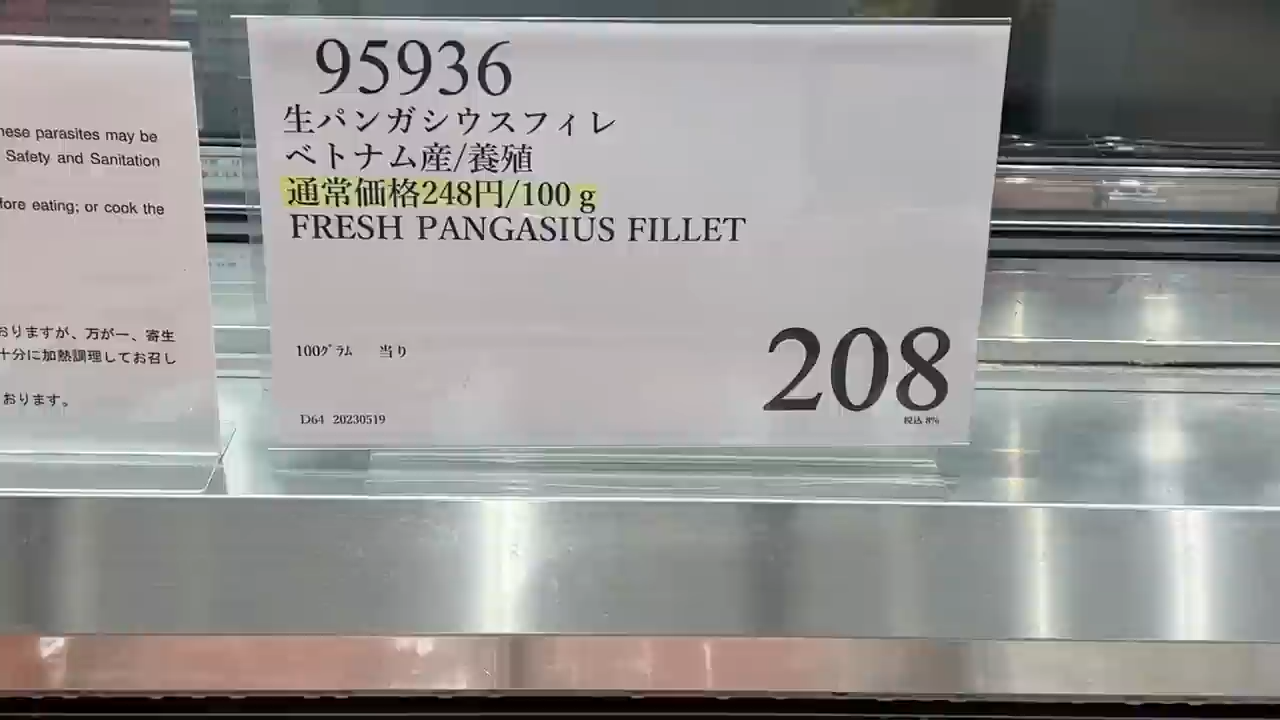 hese parasites may be
Safety and Sanitation
fore eating; or cook the
おりますが、万が一、寄生
十分に加熱調理してお召し
おります。
95936
生パンガシウスフィレ
ベトナム産/養殖
通常価格248円/100g
FRESH PANGASIUS FILLET
100グラム 当り
208
税込 8%
D64 20230519